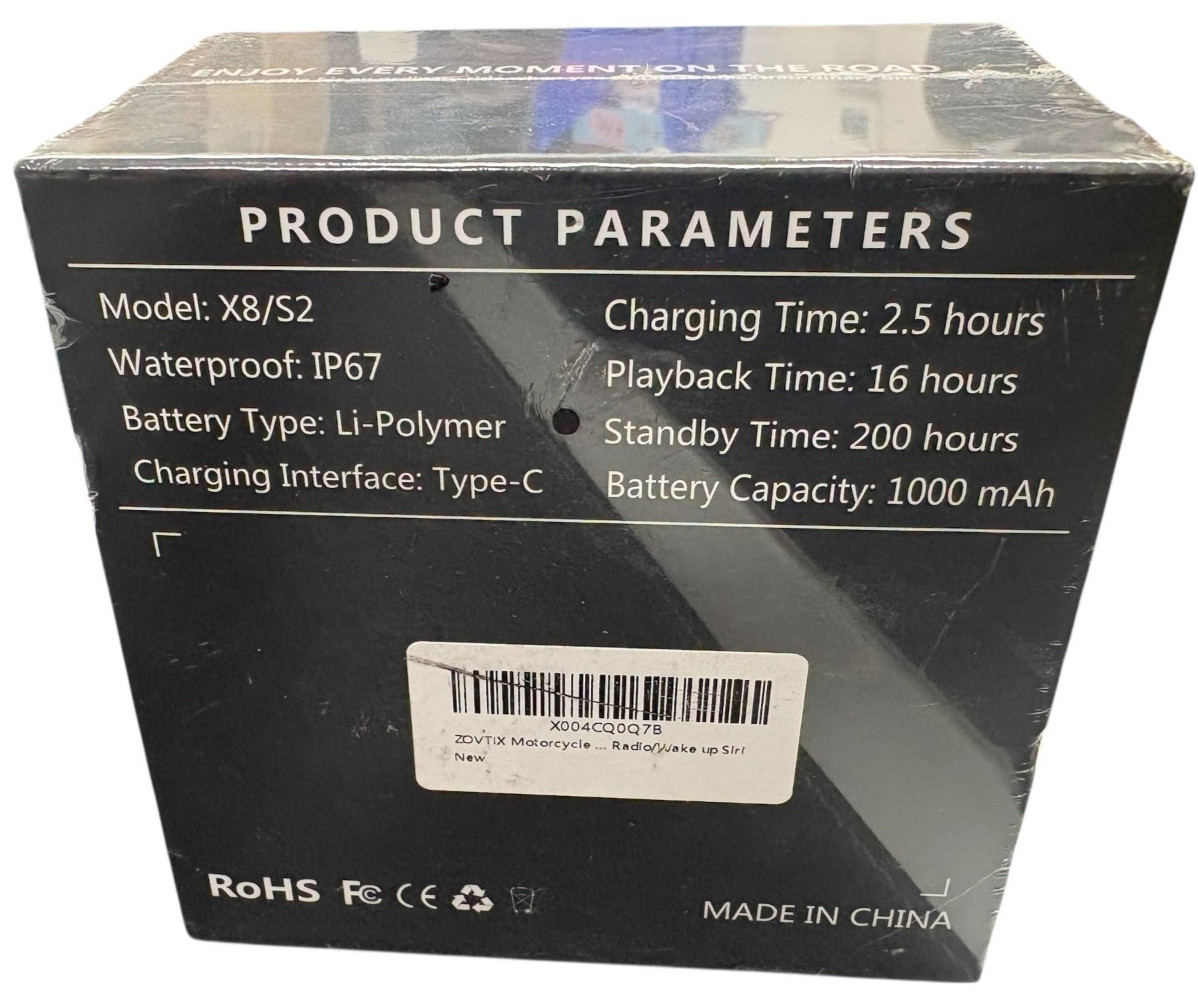 ENJOY EVERY MOMENT ON THE ROAD
PRODUCT PARAMETERS
Model: X8/S2
Waterproof: IP67
Battery Type: Li-Polymer
Charging Interface: Type-C
Charging Time: 2.5 hours
Playback Time: 16 hours
Standby Time: 200 hours
Battery Capacity: 1000 mAh
X004CQ0Q7B
ZOVTIX Motorcycle ... Radio/Wake up Siri
New
RoHS FC CE
MADE IN CHINA